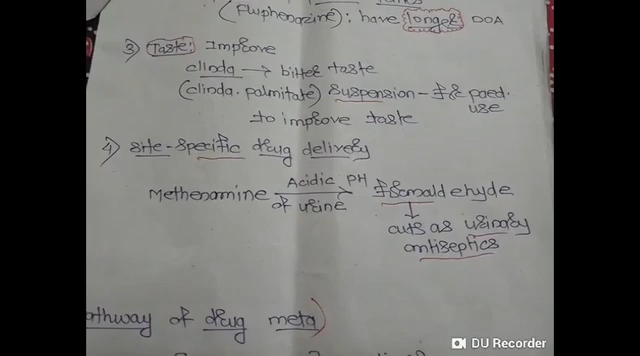 (Fluphenazine): have longer DOA
3) Taste: Improve
clinda → bitter taste
(clinda. palmitate) suspension - for paed. use
to improve taste
4) site-specific drug delivery
Methenamine Acidic PH of urine → formaldehyde
↓
acts as urinary
antiseptics
pathway of drug meta)
DU Recorder